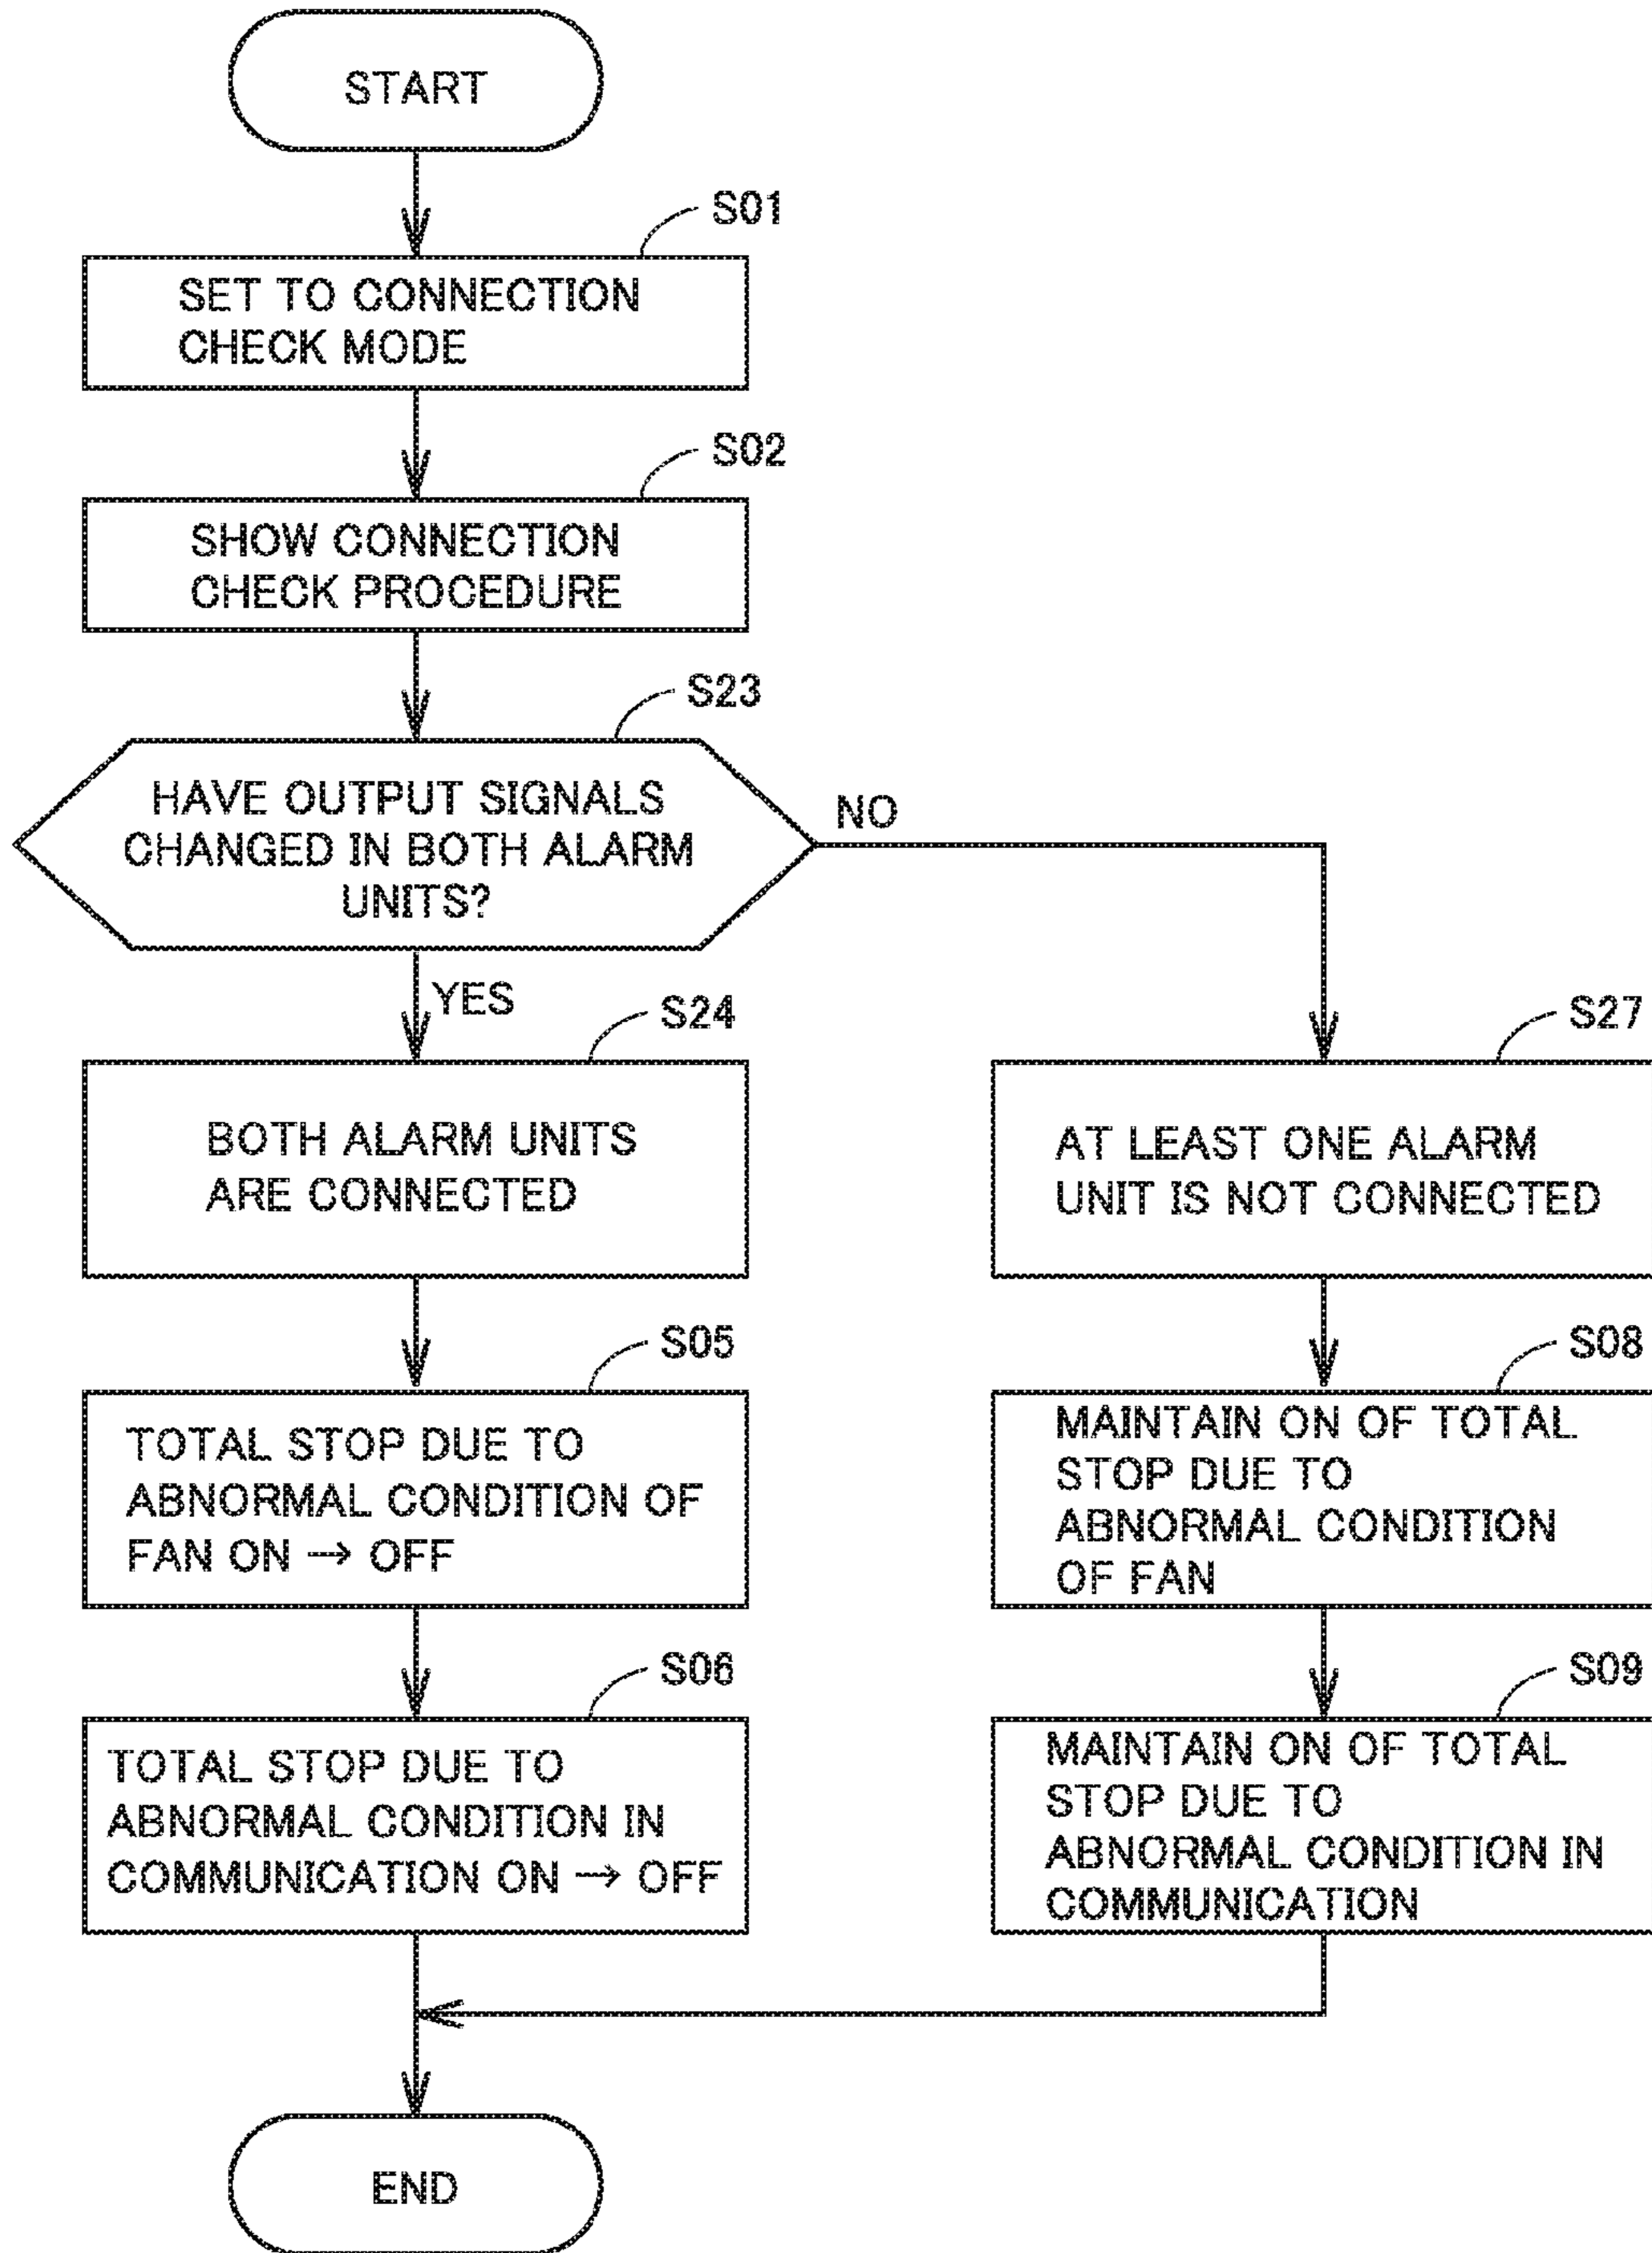 START
S01
SET TO CONNECTION
CHECK MODE
S02
SHOW CONNECTION
CHECK PROCEDURE
S23
HAVE OUTPUT SIGNALS
CHANGED IN BOTH ALARM
UNITS?
NO
YES
S24
BOTH ALARM UNITS
ARE CONNECTED
S27
AT LEAST ONE ALARM
UNIT IS NOT CONNECTED
S05
TOTAL STOP DUE TO
ABNORMAL CONDITION OF
FAN ON → OFF
S08
MAINTAIN ON OF TOTAL
STOP DUE TO
ABNORMAL CONDITION
OF FAN
S06
TOTAL STOP DUE TO
ABNORMAL CONDITION IN
COMMUNICATION ON → OFF
S09
MAINTAIN ON OF TOTAL
STOP DUE TO
ABNORMAL CONDITION IN
COMMUNICATION
END